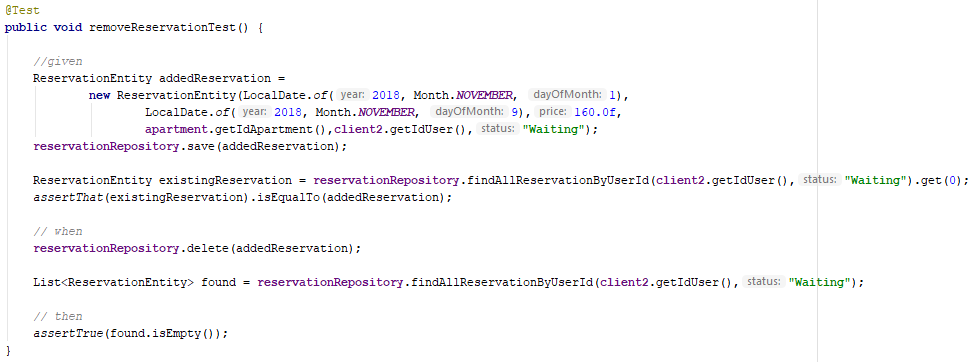 @Test
public void removeReservationTest() {
//given
ReservationEntity addedReservation =
new ReservationEntity(LocalDate.of( year: 2018, Month.NOVEMBER, dayOfMonth: 1),
LocalDate.of( year: 2018, Month.NOVEMBER, dayOfMonth: 9), price: 160.0f,
apartment.getIdApartment(),client2.getIdUser(), status: "Waiting");
reservationRepository.save(addedReservation);
ReservationEntity existingReservation = reservationRepository.findAllReservationByUserId(client2.getIdUser(), status: "Waiting").get(0);
assertThat(existingReservation).isEqualTo(addedReservation);
// when
reservationRepository.delete(addedReservation);
List<ReservationEntity> found = reservationRepository.findAllReservationByUserId(client2.getIdUser(), status: "Waiting");
// then
assertTrue(found.isEmpty());
}